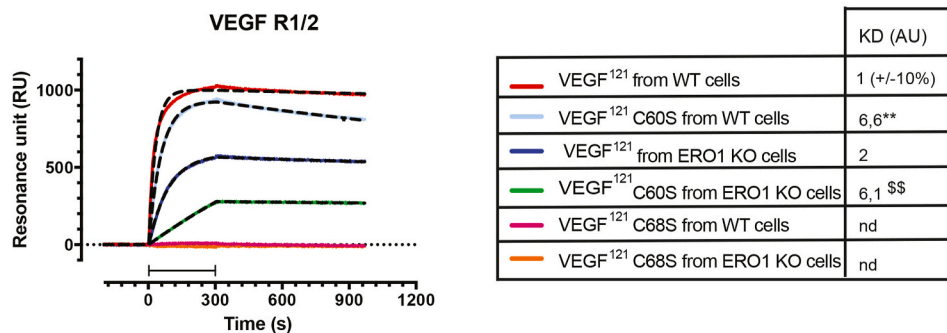 VEGF R1/2
Resonance unit (RU)
1000
500
0
0 300 600 900 1200
Time (s)
KD (AU)
VEGF121 from WT cells 1 (+/-10%)
VEGF121 C60S from WT cells 6,6**
VEGF121 from ERO1 KO cells 2
VEGF121 C60S from ERO1 KO cells 6,1 $$
VEGF121 C68S from WT cells nd
VEGF121 C68S from ERO1 KO cells nd